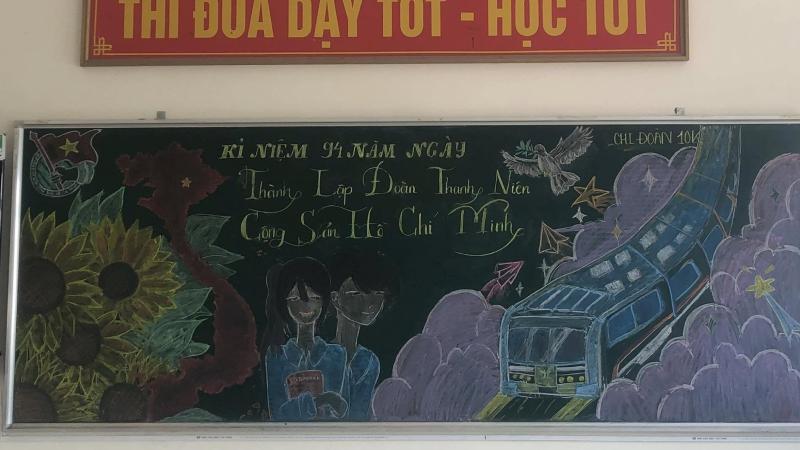 THI ĐUA DẠY TỐT - HỌC TỐT
KỈ NIỆM 94 NĂM NGÀY
Thành Lập Đoàn Thanh Niên
Cộng Sản Hồ Chí Minh
CHI ĐOÀN 10K